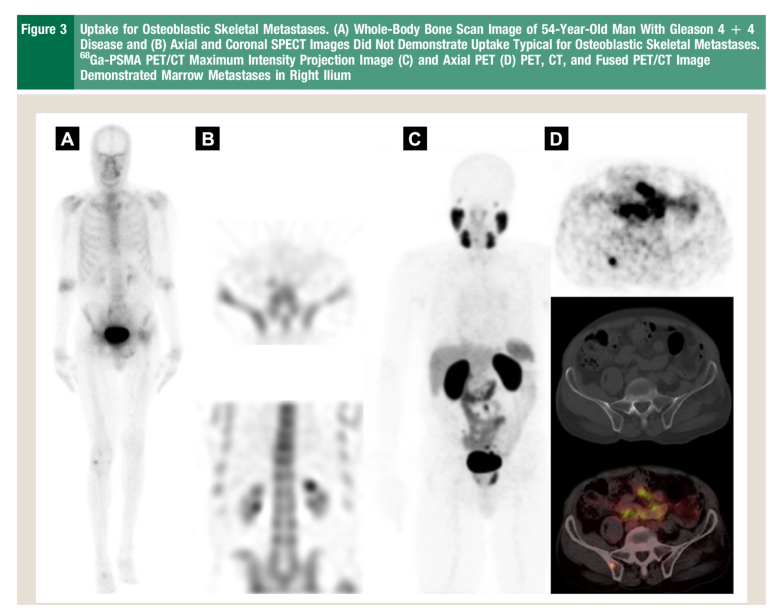 Figure 3
Uptake for Osteoblastic Skeletal Metastases. (A) Whole-Body Bone Scan Image of 54-Year-Old Man With Gleason 4 + 4
Disease and (B) Axial and Coronal SPECT Images Did Not Demonstrate Uptake Typical for Osteoblastic Skeletal Metastases.
⁶⁸Ga-PSMA PET/CT Maximum Intensity Projection Image (C) and Axial PET (D) PET, CT, and Fused PET/CT Image
Demonstrated Marrow Metastases in Right Ilium
A
B
C
D